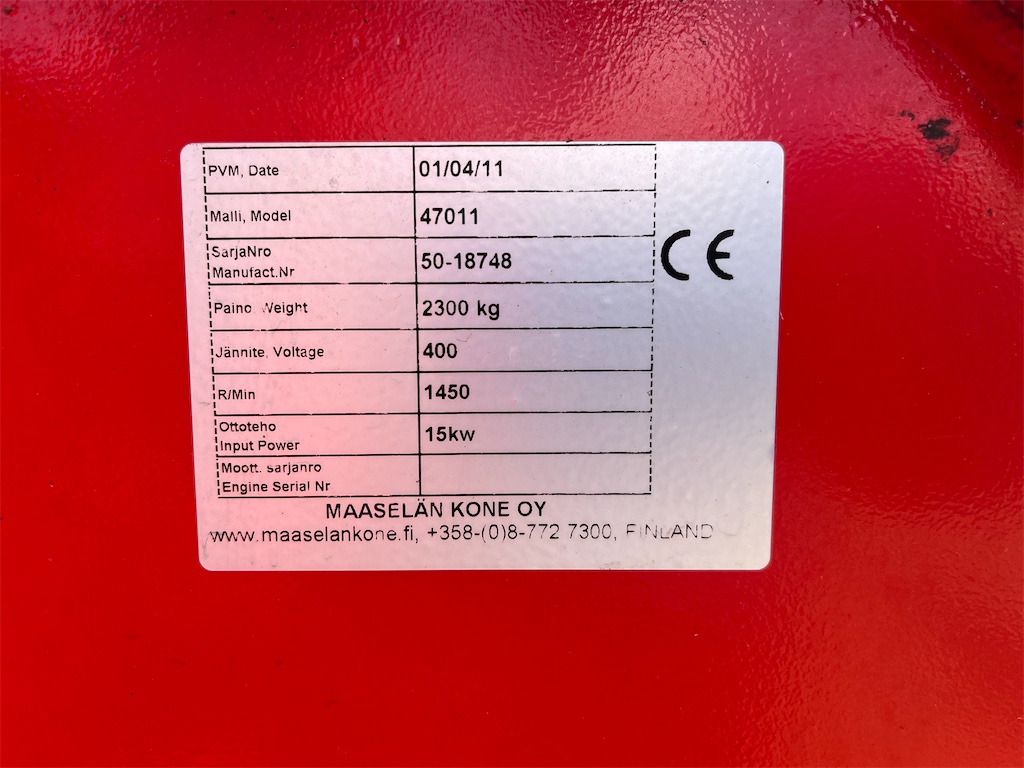 PVM, Date 01/04/11
Malli, Model 47011
SarjaNro
Manufact.Nr 50-18748
Paino, Weight 2300 kg
Jännite, Voltage 400
R/Min 1450
Ottoteho
Input Power 15kw
Moott. sarjanro
Engine Serial Nr
CE
MAASELÄN KONE OY
www.maaselankone.fi, +358-(0)8-772 7300, FINLAND